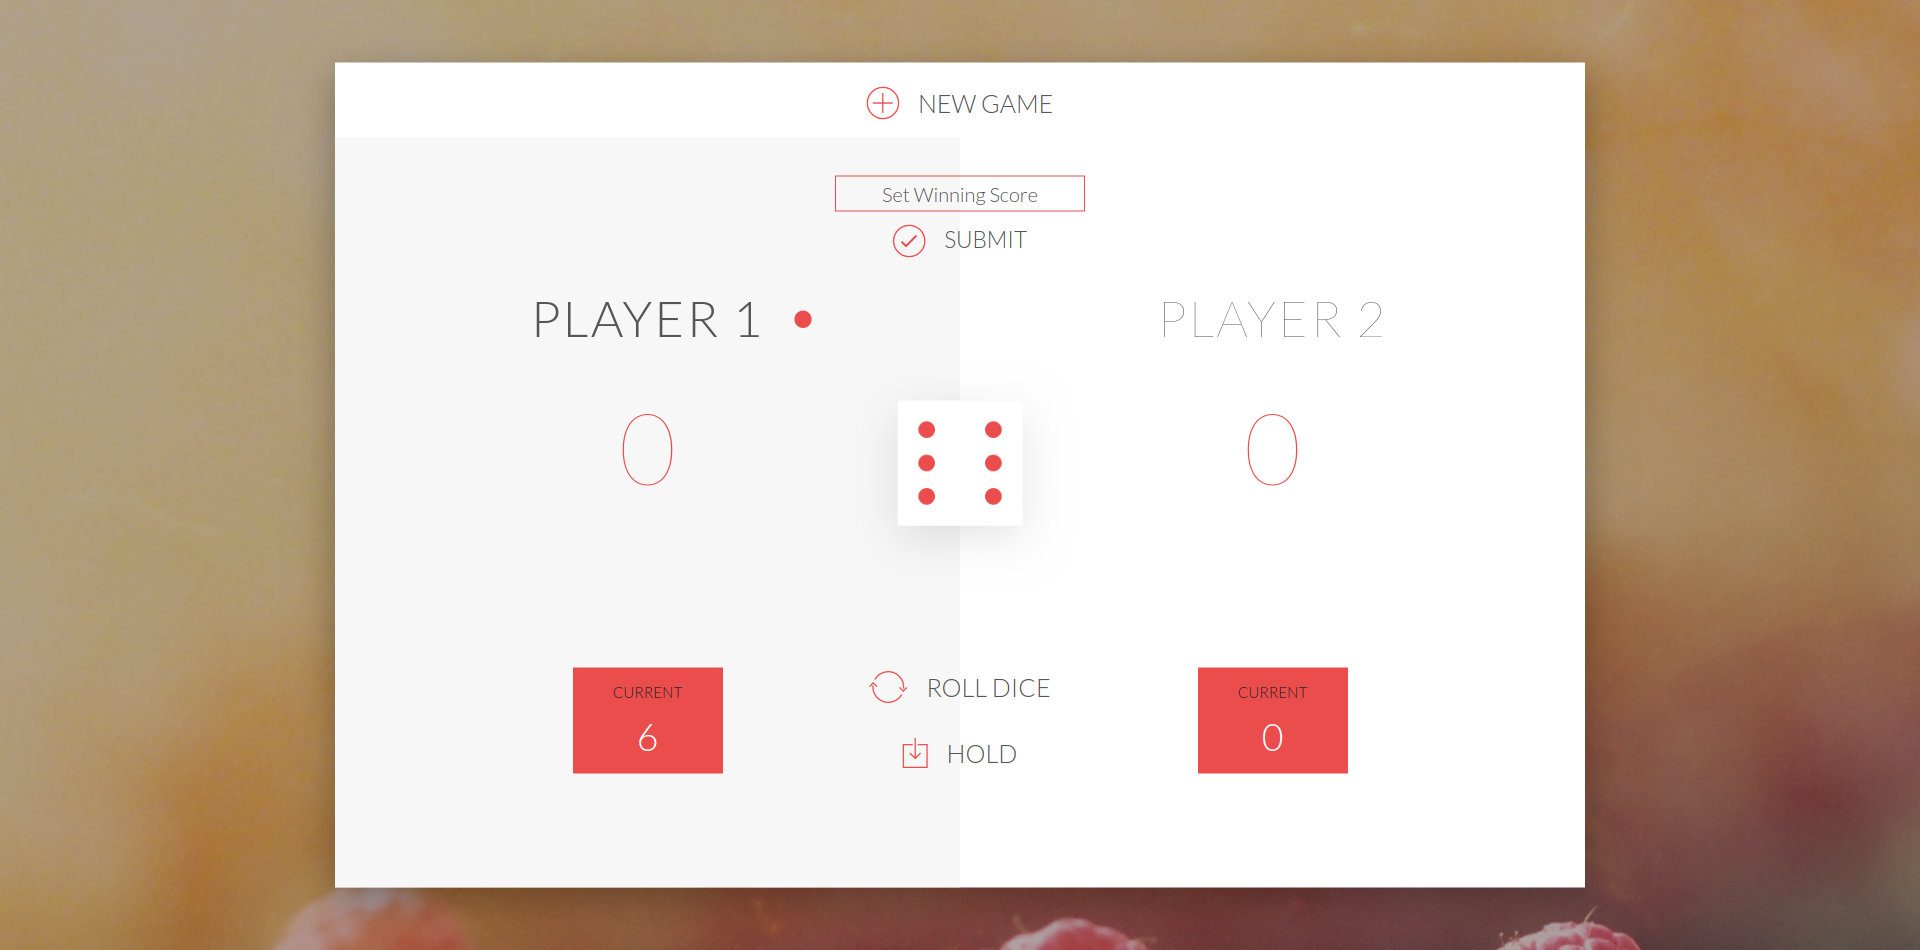 NEW GAME
Set Winning Score
SUBMIT
PLAYER 1
PLAYER 2
0
0
CURRENT
6
ROLL DICE
HOLD
CURRENT
0